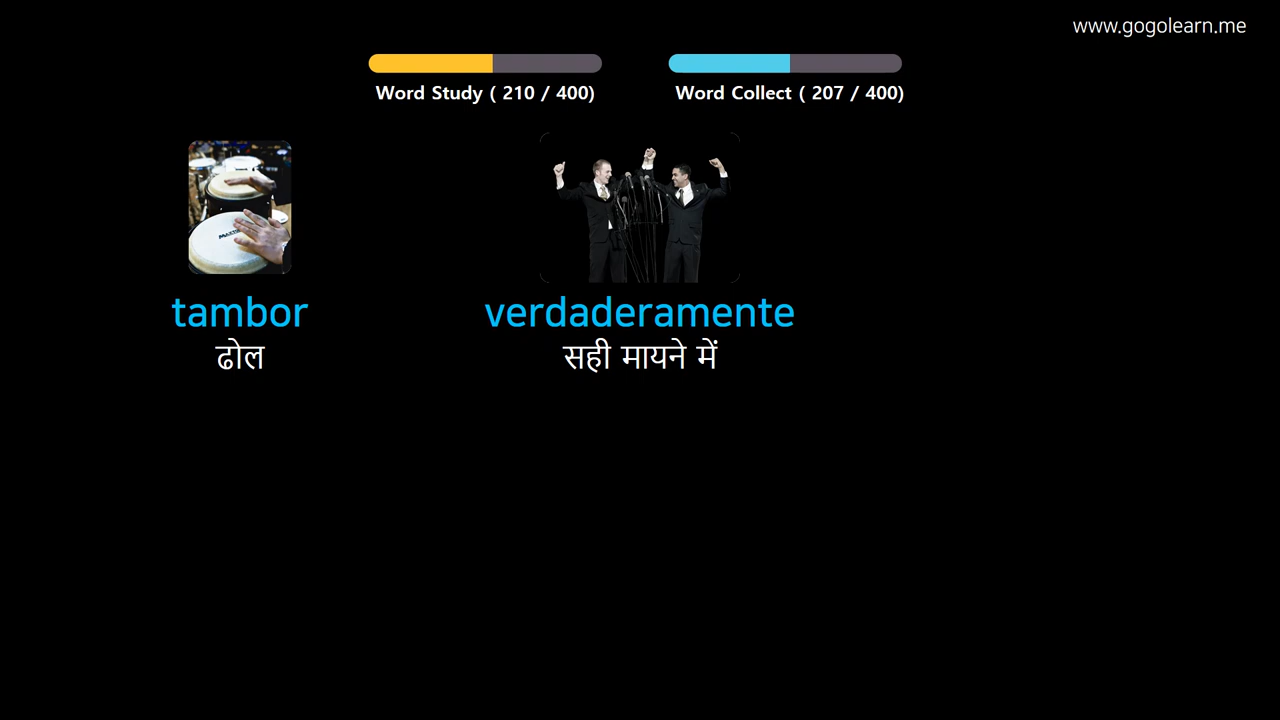 www.gogolearn.me
Word Study ( 210 / 400)
Word Collect ( 207 / 400)
tambor
ढोल
verdaderamente
सही मायने में